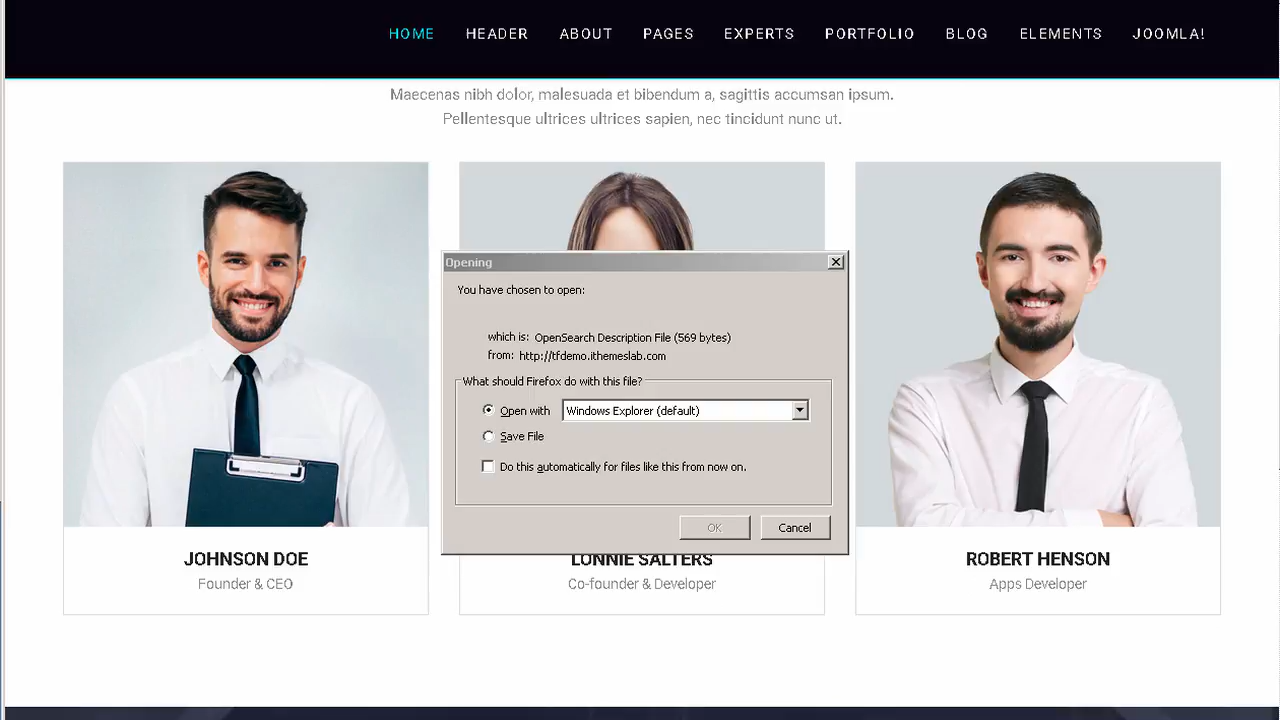 HOME HEADER ABOUT PAGES EXPERTS PORTFOLIO BLOG ELEMENTS JOOMLA!
Maecenas nibh dolor, malesuada et bibendum a, sagittis accumsan ipsum.
Pellentesque ultrices ultrices sapien, nec tincidunt nunc ut.
Opening
You have chosen to open:
which is: OpenSearch Description File (569 bytes)
from: http://tfdemo.ithemeslab.com
What should Firefox do with this file?
Open with Windows Explorer (default)
Save File
Do this automatically for files like this from now on.
OK Cancel
JOHNSON DOE
Founder & CEO
LONNIE SALTERS
Co-founder & Developer
ROBERT HENSON
Apps Developer